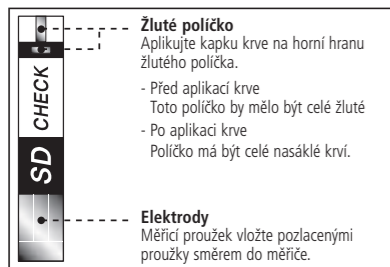 Žluté políčko
Aplikujte kapku krve na horní hranu
žlutého políčka.
- Před aplikací krve
Toto políčko by mělo být celé žluté
- Po aplikaci krve
Políčko má být celé nasáklé krví.
SD CHECK
Elektrody
Měřicí proužek vložte pozlacenými
proužky směrem do měřiče.